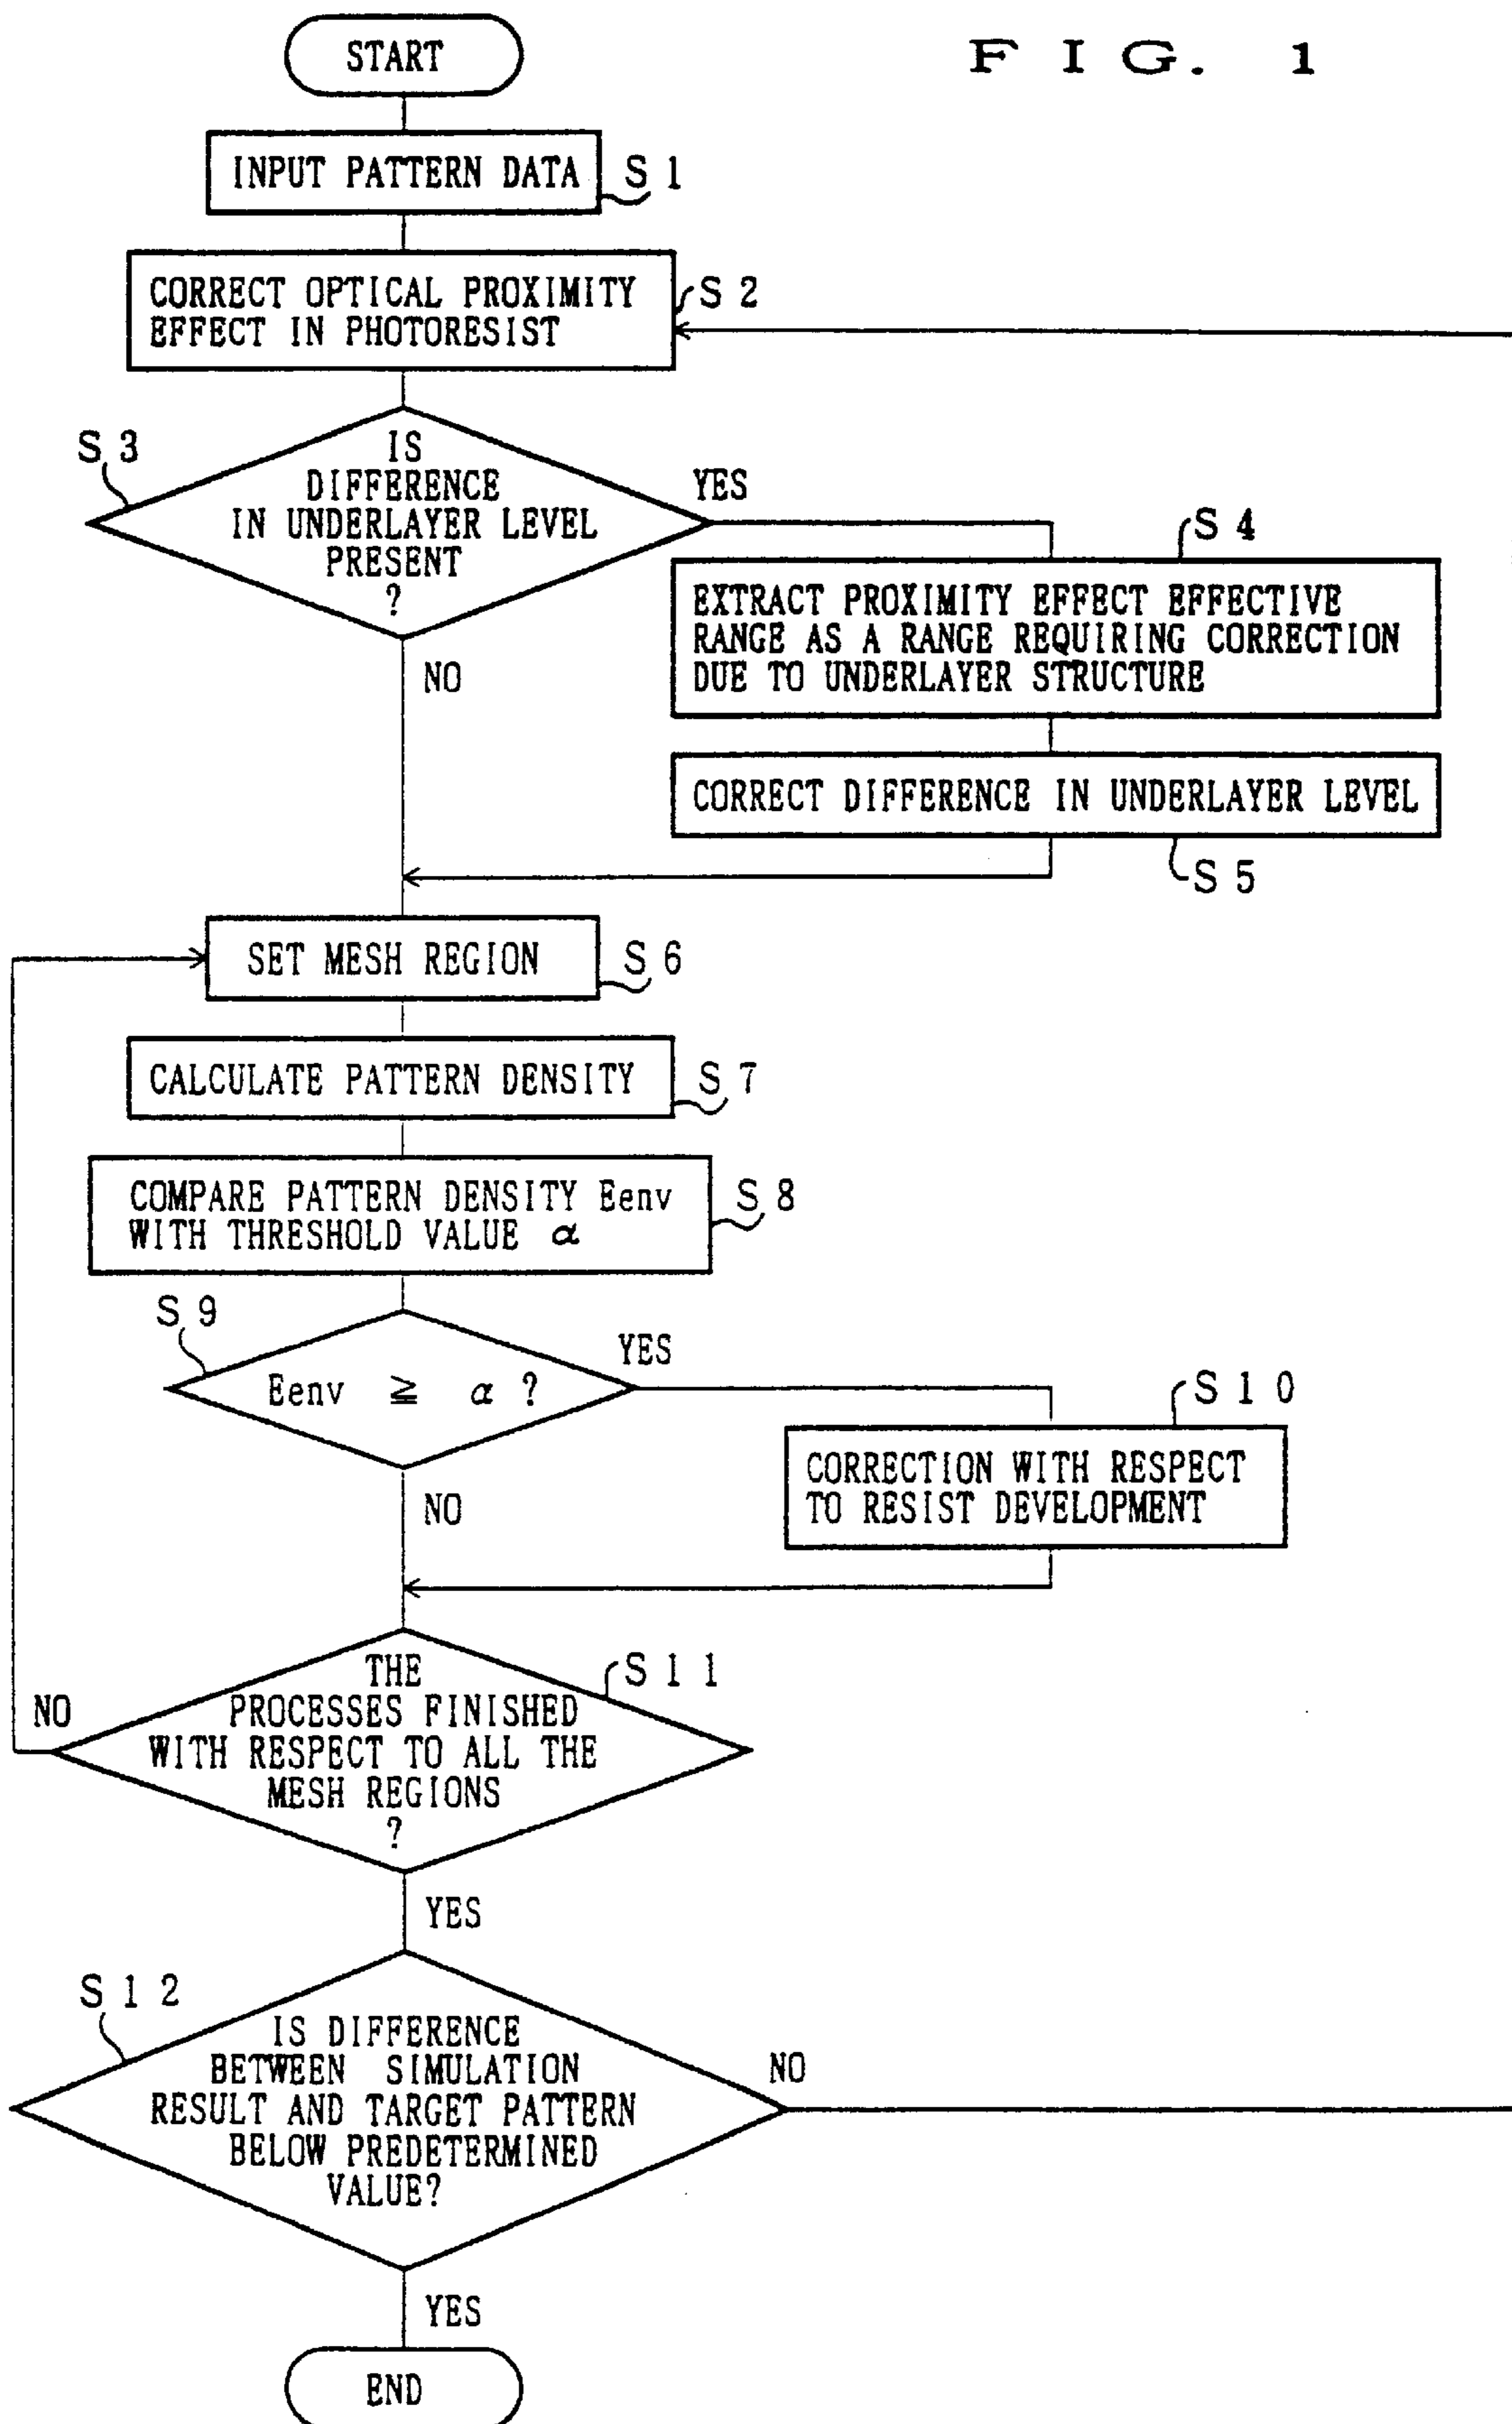 START
F I G. 1
INPUT PATTERN DATA
S 1
CORRECT OPTICAL PROXIMITY
EFFECT IN PHOTORESIST
S 2
S 3
IS
DIFFERENCE
IN UNDERLAYER LEVEL
PRESENT
?
YES
NO
S 4
EXTRACT PROXIMITY EFFECT EFFECTIVE
RANGE AS A RANGE REQUIRING CORRECTION
DUE TO UNDERLAYER STRUCTURE
CORRECT DIFFERENCE IN UNDERLAYER LEVEL
S 5
SET MESH REGION
S 6
CALCULATE PATTERN DENSITY
S 7
COMPARE PATTERN DENSITY Eenv
WITH THRESHOLD VALUE α
S 8
S 9
Eenv ≧ α ?
YES
NO
S 1 0
CORRECTION WITH RESPECT
TO RESIST DEVELOPMENT
S 1 1
THE
PROCESSES FINISHED
WITH RESPECT TO ALL THE
MESH REGIONS
?
NO
YES
S 1 2
IS DIFFERENCE
BETWEEN SIMULATION
RESULT AND TARGET PATTERN
BELOW PREDETERMINED
VALUE?
NO
YES
END